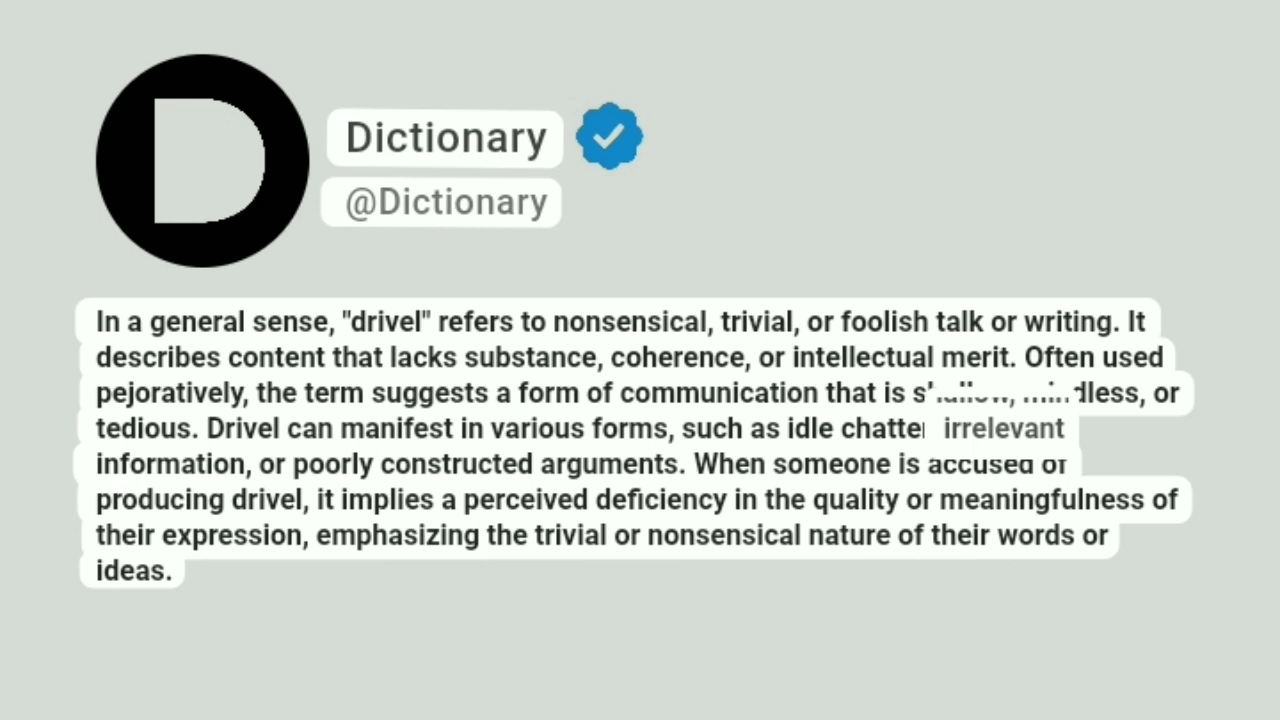 D
Dictionary
@Dictionary
In a general sense, "drivel" refers to nonsensical, trivial, or foolish talk or writing. It
describes content that lacks substance, coherence, or intellectual merit. Often used
pejoratively, the term suggests a form of communication that is or
tedious. Drivel can manifest in various forms, such as idle irrelevant
information, or poorly constructed arguments. When someone is accused of
producing drivel, it implies a perceived deficiency in the quality or meaningfulness of
their expression, emphasizing the trivial or nonsensical nature of their words or
ideas.